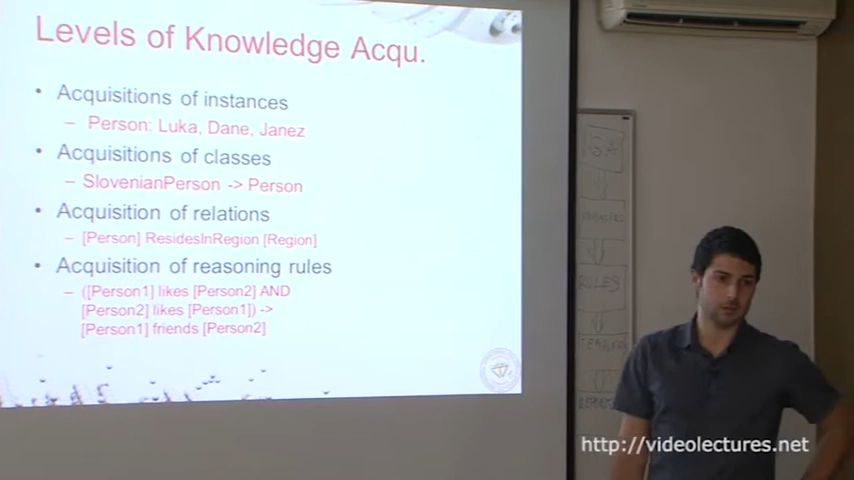 Levels of Knowledge Acqu.
• Acquisitions of instances
– Person: Luka, Dane, Janez
• Acquisitions of classes
– SlovenianPerson -> Person
• Acquisition of relations
– [Person] ResidesInRegion [Region]
• Acquisition of reasoning rules
– ([Person1] likes [Person2] AND
[Person2] likes [Person1]) ->
[Person1] friends [Person2]
GA
RULES
http://videolectures.net